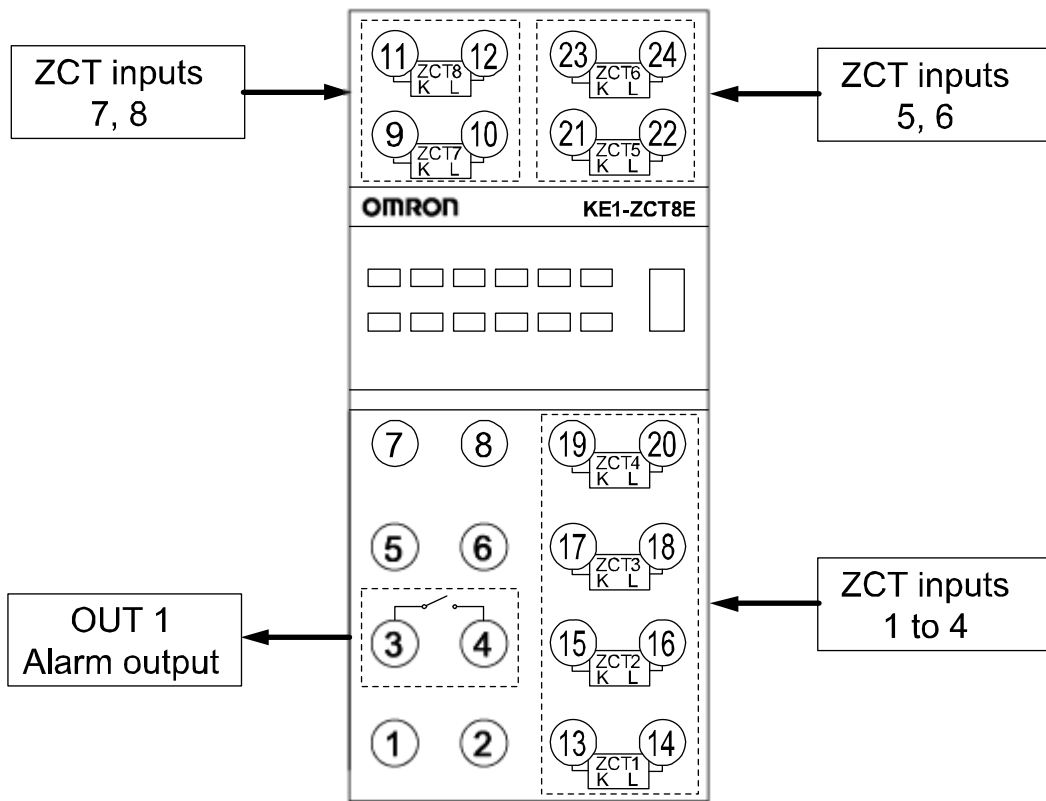 ZCT inputs
7, 8
11 12 23 24
ZCT8 ZCT6
K L K L
9 10 21 22
ZCT7 ZCT5
K L K L
ZCT inputs
5, 6
OMRON KE1-ZCT8E
7 8 19 20
ZCT4
K L
5 6 17 18
ZCT3
K L
OUT 1
Alarm output
3 4 15 16
ZCT2
K L
ZCT inputs
1 to 4
1 2 13 14
ZCT1
K L